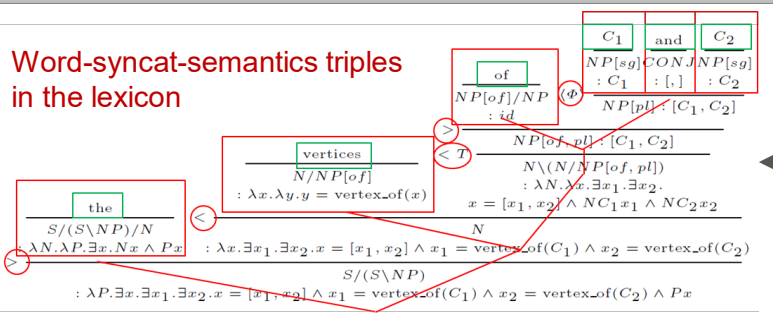 Word-syncat-semantics triples
in the lexicon
C₁ and C₂
NP[sg] CONJ NP[sg]
: C₁ : [,] : C₂
⟨Φ⟩
NP[pl] : [C₁, C₂]
of
NP[of]/NP
: id
>
NP[of, pl] : [C₁, C₂]
< T
N\(N/NP[of, pl])
: λN.λx.∃x₁.∃x₂.
x = [x₁, x₂] ∧ NC₁x₁ ∧ NC₂x₂
vertices
N/NP[of]
: λx.λy.y = vertex_of(x)
<
N
: λx.∃x₁.∃x₂.x = [x₁, x₂] ∧ x₁ = vertex_of(C₁) ∧ x₂ = vertex_of(C₂)
the
S/(S\NP)/N
: λN.λP.∃x.Nx ∧ Px
>
S/(S\NP)
: λP.∃x.∃x₁.∃x₂.x = [x₁, x₂] ∧ x₁ = vertex_of(C₁) ∧ x₂ = vertex_of(C₂) ∧ Px